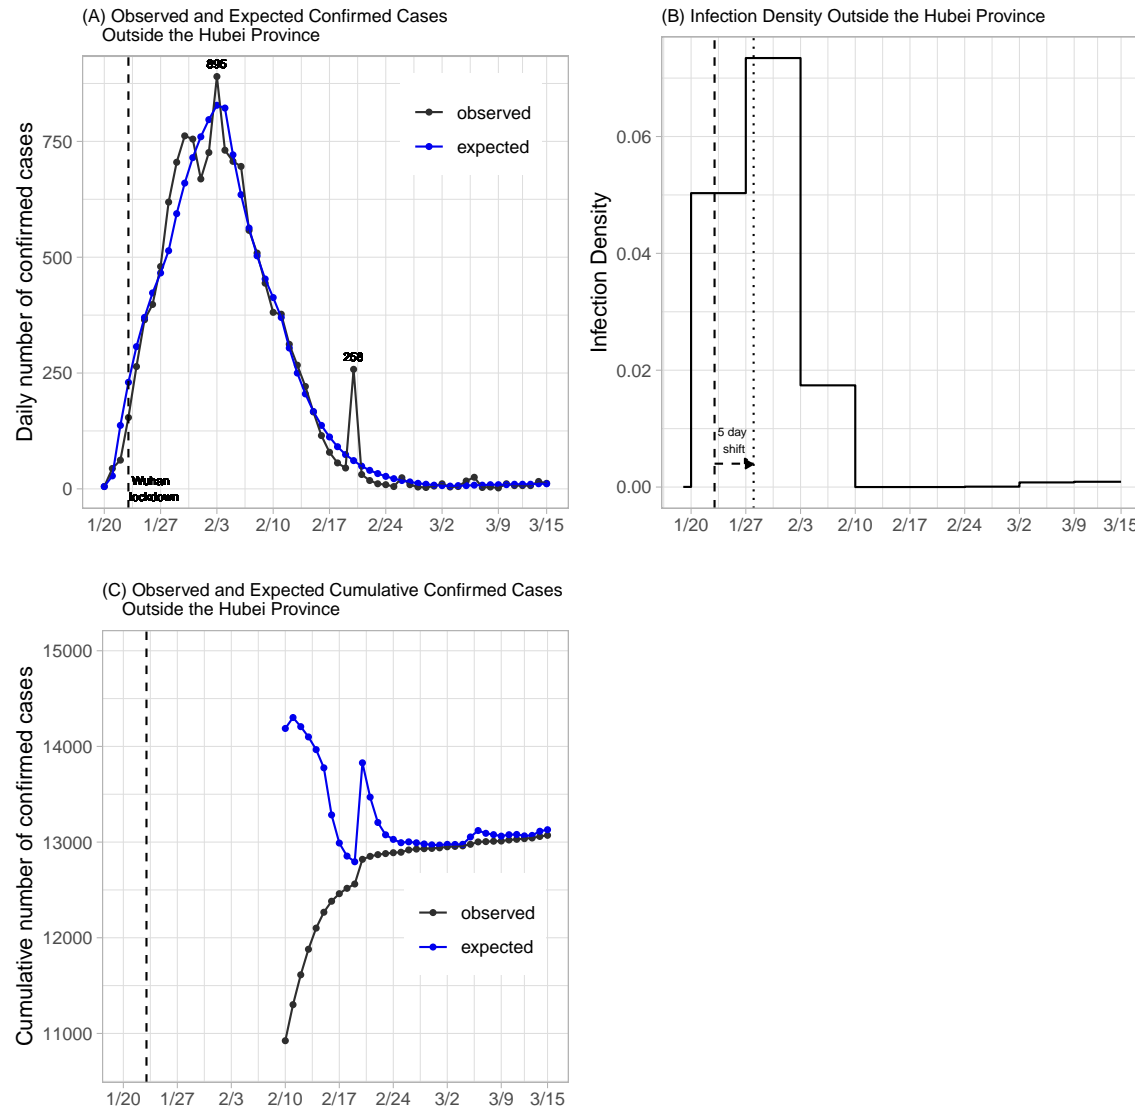 (A) Observed and Expected Confirmed Cases
Outside the Hubei Province
Daily number of confirmed cases
750
500
250
0
895
258
observed
expected
Wuhan
lockdown
1/20
1/27
2/3
2/10
2/17
2/24
3/2
3/9
3/15
(B) Infection Density Outside the Hubei Province
Infection Density
0.06
0.04
0.02
0.00
5 day
shift
1/20
1/27
2/3
2/10
2/17
2/24
3/2
3/9
3/15
(C) Observed and Expected Cumulative Confirmed Cases
Outside the Hubei Province
Cumulative number of confirmed cases
15000
14000
13000
12000
11000
observed
expected
1/20
1/27
2/3
2/10
2/17
2/24
3/2
3/9
3/15